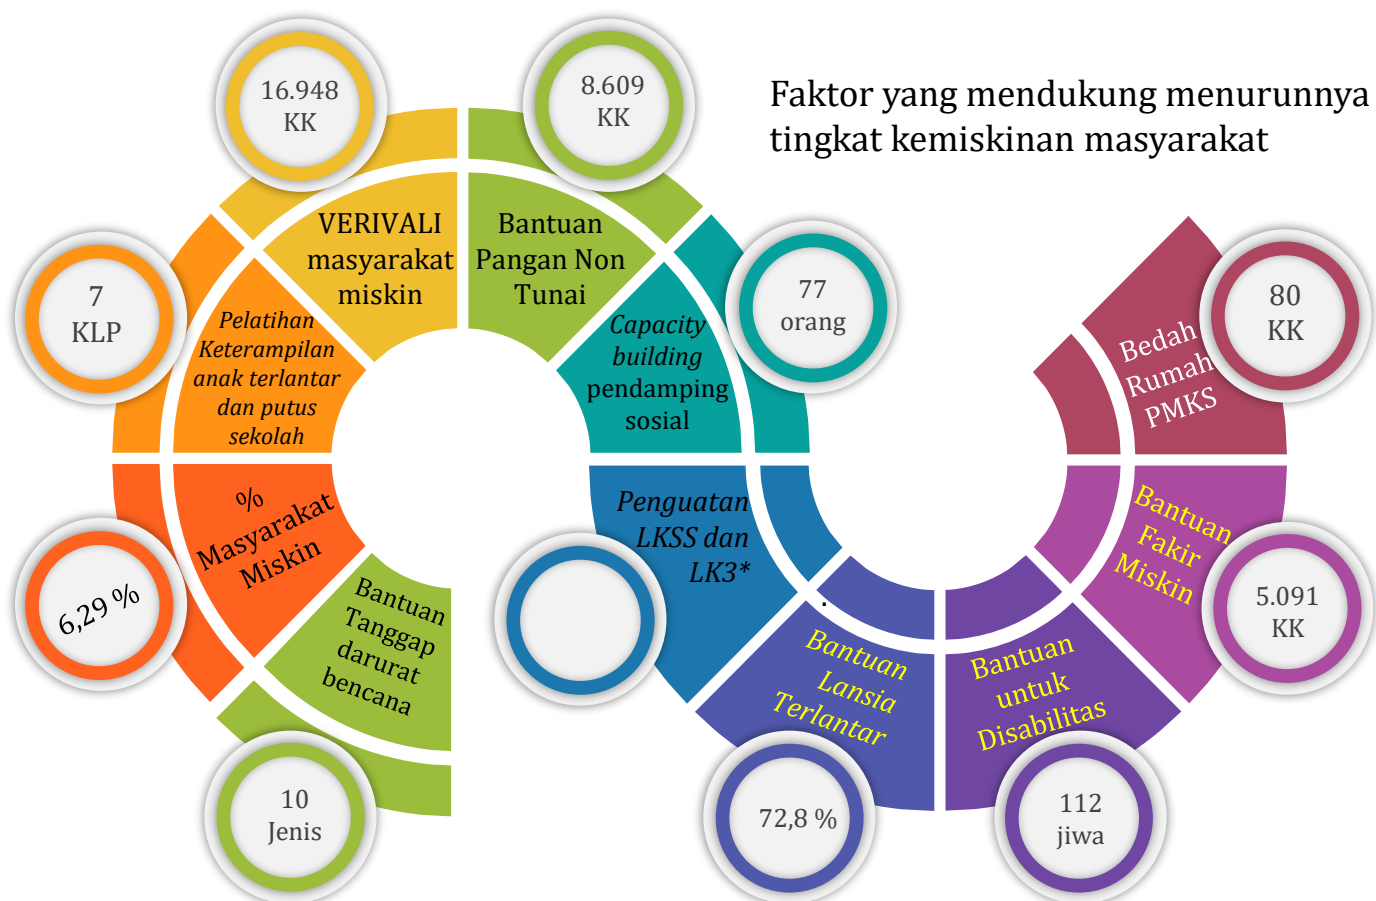 Faktor yang mendukung menurunnya
tingkat kemiskinan masyarakat
10
Jenis
Bantuan
Tanggap
darurat
bencana
6,29 %
%
Masyarakat
Miskin
7
KLP
Pelatihan
Keterampilan
anak terlantar
dan putus
sekolah
16.948
KK
VERIVALI
masyarakat
miskin
8.609
KK
Bantuan
Pangan Non
Tunai
77
orang
Capacity
building
pendamping
sosial
Penguatan
LKSS dan
LK3*
.
Bantuan
Lansia
Terlantar
72,8 %
Bantuan
untuk
Disabilitas
112
jiwa
Bantuan
Fakir
Miskin
5.091
KK
Bedah
Rumah
PMKS
80
KK